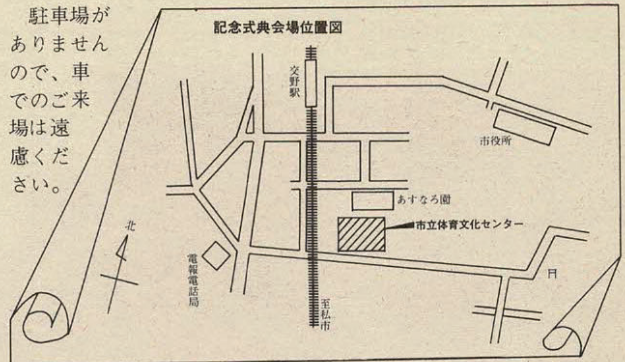 駐車場が
ありません
ので、車
でのご来
場は遠
慮くだ
さい。
記念式典会場位置図
交野駅
市役所
あすなろ園
市立体育文化センター
北
電報電話局
至私市